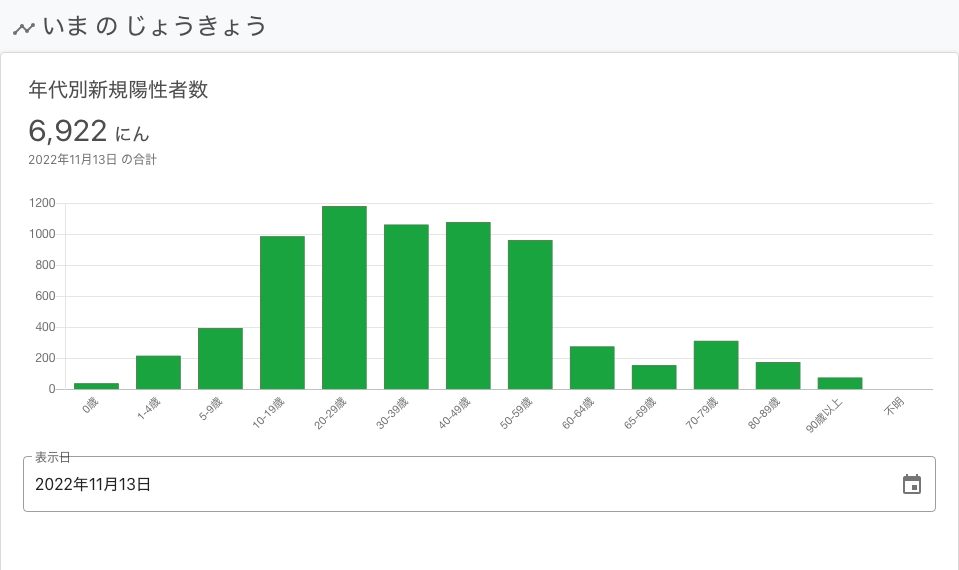 いま の じょうきょう
年代別新規陽性者数
6,922 にん
2022年11月13日 の合計
1200
1000
800
600
400
200
0
0歳
1-4歳
5-9歳
10-19歳
20-29歳
30-39歳
40-49歳
50-59歳
60-64歳
65-69歳
70-79歳
80-89歳
90歳以上
不明
表示日
2022年11月13日